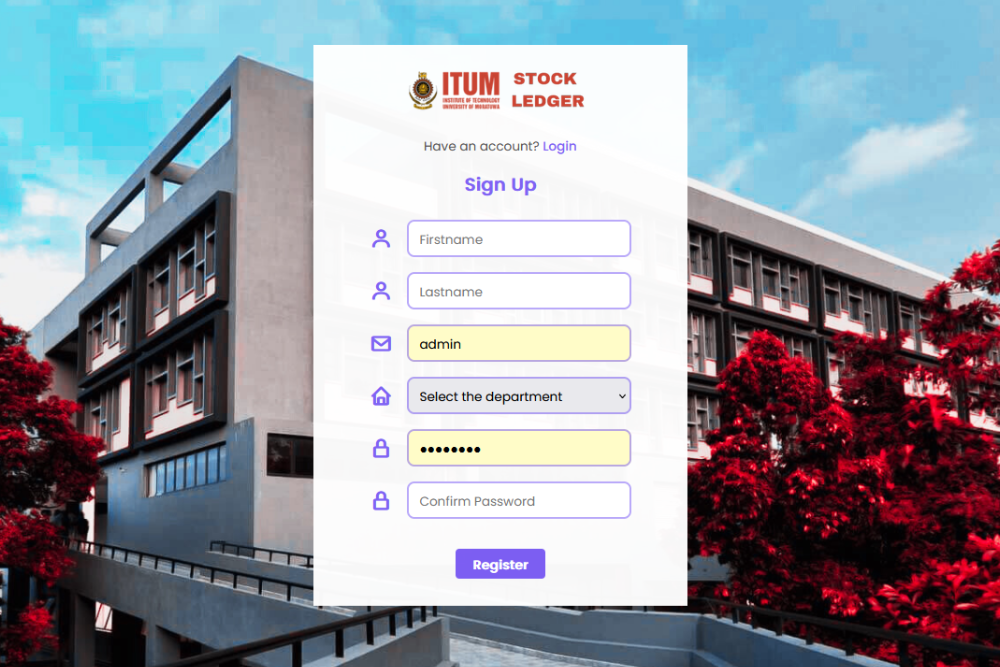 ITUM
INSTITUTE OF TECHNOLOGY
UNIVERSITY OF MORATUWA
STOCK
LEDGER
Have an account? Login
Sign Up
Firstname
Lastname
admin
Select the department
••••••••
Confirm Password
Register